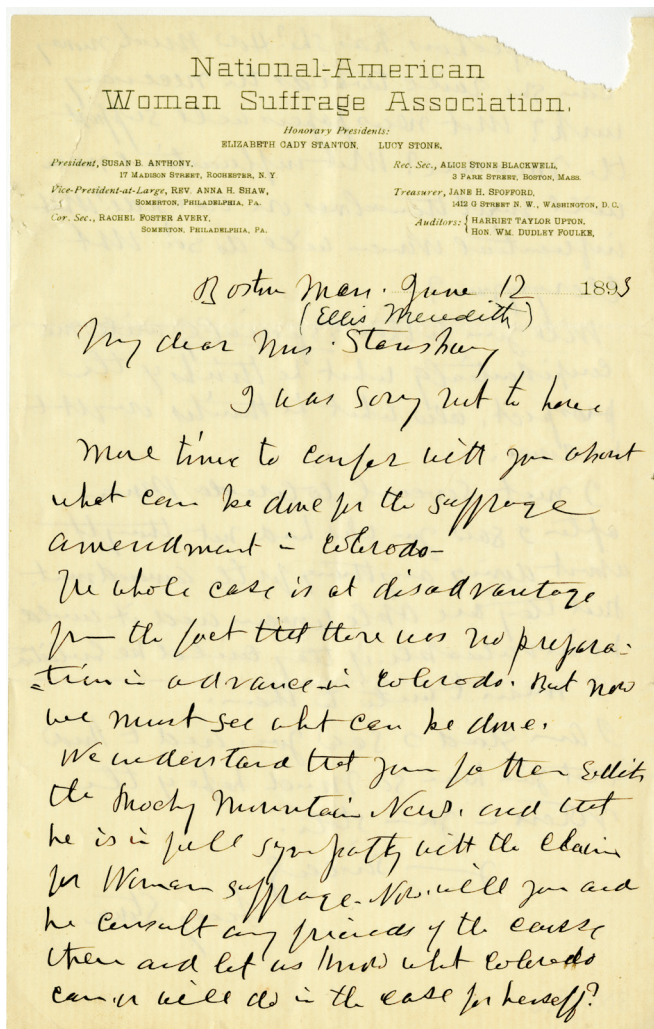 National-American
Woman Suffrage Association.
Honorary Presidents:
ELIZABETH CADY STANTON, LUCY STONE.
President, SUSAN B. ANTHONY,
17 MADISON STREET, ROCHESTER, N. Y.
Vice-President-at-Large, REV. ANNA H. SHAW,
SOMERTON, PHILADELPHIA, PA.
Cor. Sec., RACHEL FOSTER AVERY,
SOMERTON, PHILADELPHIA, PA.
Rec. Sec., ALICE STONE BLACKWELL,
3 PARK STREET, BOSTON, MASS.
Treasurer, JANE H. SPOFFORD,
1412 G STREET N. W., WASHINGTON, D. C.
Auditors: { HARRIET TAYLOR UPTON,
HON. WM. DUDLEY FOULKE,
Boston Mass. June 12 1893
(Ellis Meredith)
My dear Mrs. Stansbury
I was sorry not to have
more time to confer with you about
what can be done for the suffrage
amendment in Colorado—
The whole case is at disadvantage
from the fact that there was no prepara-
-tion in advance in Colorado. But now
we must see what can be done.
We understand that your father edits
the Rocky Mountain News, and that
he is in full sympathy with the claim
for Woman suffrage. Now will you and
he consult any friends of the cause
there and let us know what Colorado
can, or will do in the case for herself?